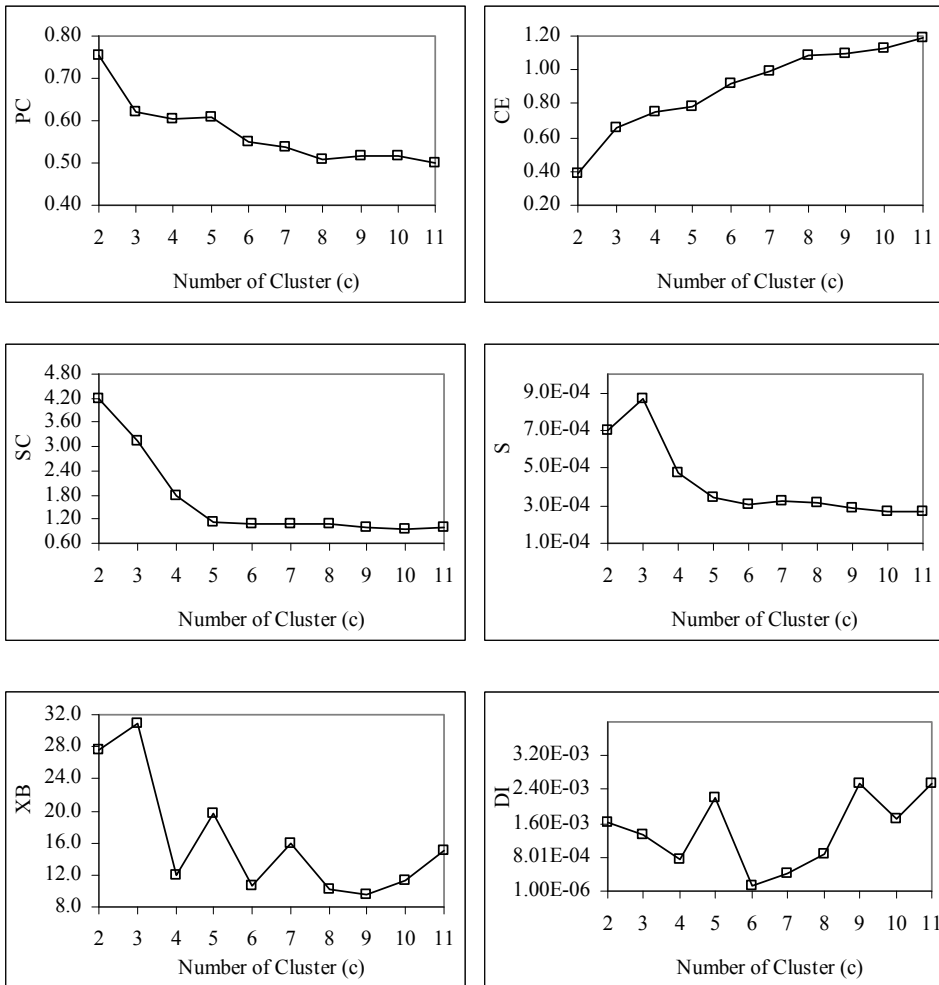 0.80
0.70
0.60
0.50
0.40
PC
2 3 4 5 6 7 8 9 10 11
Number of Cluster (c)
1.20
1.00
0.80
0.60
0.40
0.20
CE
2 3 4 5 6 7 8 9 10 11
Number of Cluster (c)
4.80
4.20
3.60
3.00
2.40
1.80
1.20
0.60
SC
2 3 4 5 6 7 8 9 10 11
Number of Cluster (c)
9.0E-04
7.0E-04
5.0E-04
3.0E-04
1.0E-04
S
2 3 4 5 6 7 8 9 10 11
Number of Cluster (c)
32.0
28.0
24.0
20.0
16.0
12.0
8.0
XB
2 3 4 5 6 7 8 9 10 11
Number of Cluster (c)
3.20E-03
2.40E-03
1.60E-03
8.01E-04
1.00E-06
DI
2 3 4 5 6 7 8 9 10 11
Number of Cluster (c)